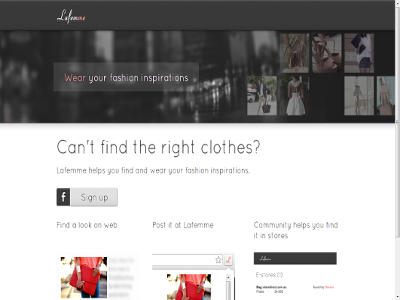 Lafemme
Wear your fashion inspirations
Can't find the right clothes?
Lafemme helps you find and wear your fashion inspirations.
f Sign up
Find a look on web
Post it at Lafemme
Community helps you find
it in stores
Lafemme
E-stores (1)